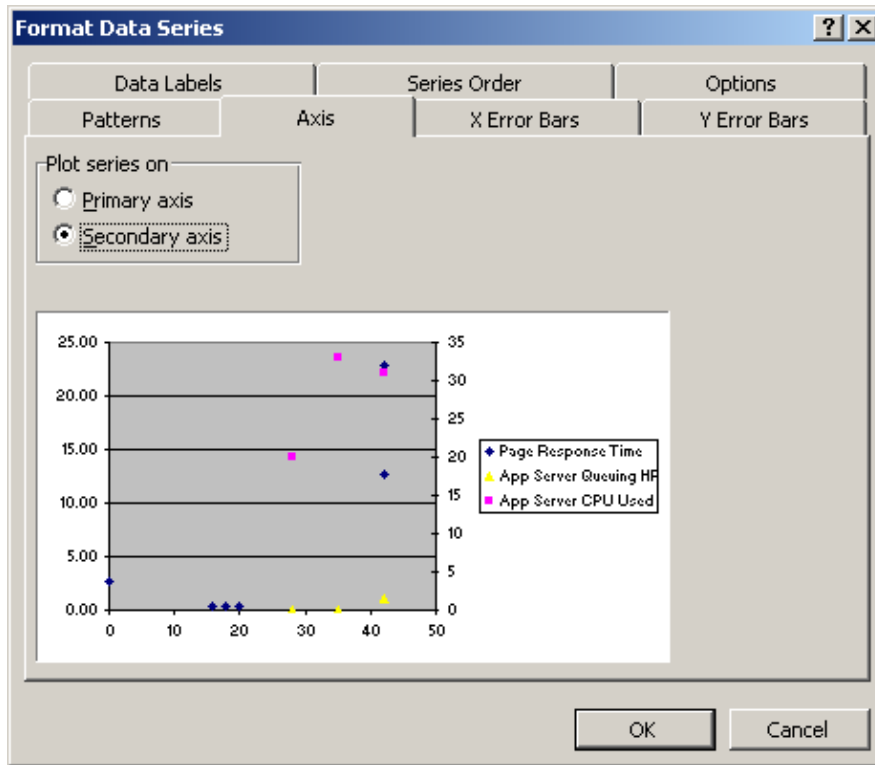 Format Data Series
Data Labels
Series Order
Options
Patterns
Axis
X Error Bars
Y Error Bars
Plot series on
Primary axis
Secondary axis
25.00
20.00
15.00
10.00
5.00
0.00
35
30
25
20
15
10
5
0
0
10
20
30
40
50
Page Response Time
App Server Queuing HP
App Server CPU Used
OK
Cancel